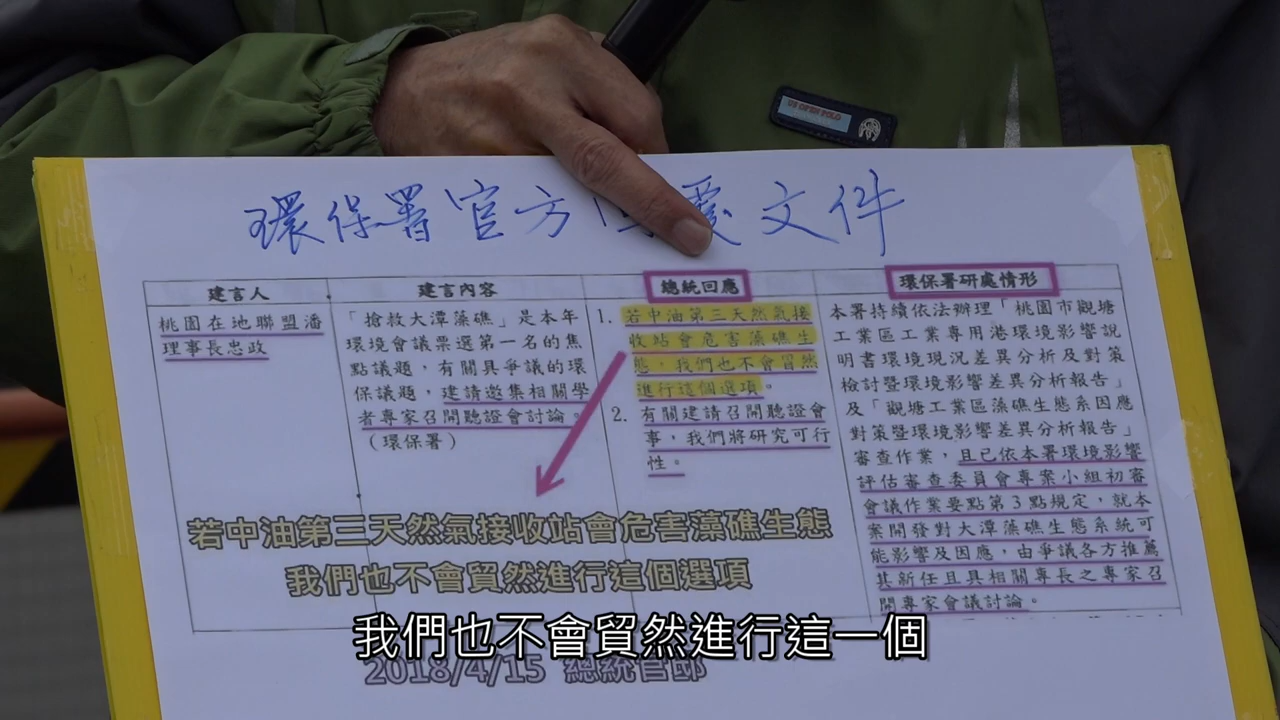 US OPEN POLO
環保署官方回覆文件
建言人
建言內容
總統回應
環保署研處情形
桃園在地聯盟潘
理事長忠政
「搶救大潭藻礁」是本年
環境會議票選第一名的焦
點議題，有關具爭議的環
保議題，建請邀集相關學
者專家召開聽證會討論。
（環保署）
1. 若中油第三天然氣接
收站會危害藻礁生
態，我們也不會貿然
進行這個選項。
2. 有關建請召開聽證會
事，我們將研究可行
性。
本署持續依法辦理「桃園市觀塘
工業區工業專用港環境影響說
明書環境現況差異分析及對策
檢討暨環境影響差異分析報告」
及「觀塘工業區藻礁生態系因應
對策暨環境影響差異分析報告」
審查作業，且已依本署環境影響
評估審查委員會專案小組初審
會議作業要點第3點規定，就本
案開發對大潭藻礁生態系統可
能影響及因應，由爭議各方推薦
其新任且具相關專長之專家召
開專家會議討論。
若中油第三天然氣接收站會危害藻礁生態
我們也不會貿然進行這個選項
我們也不會貿然進行這一個
2018/4/15 總統官邸